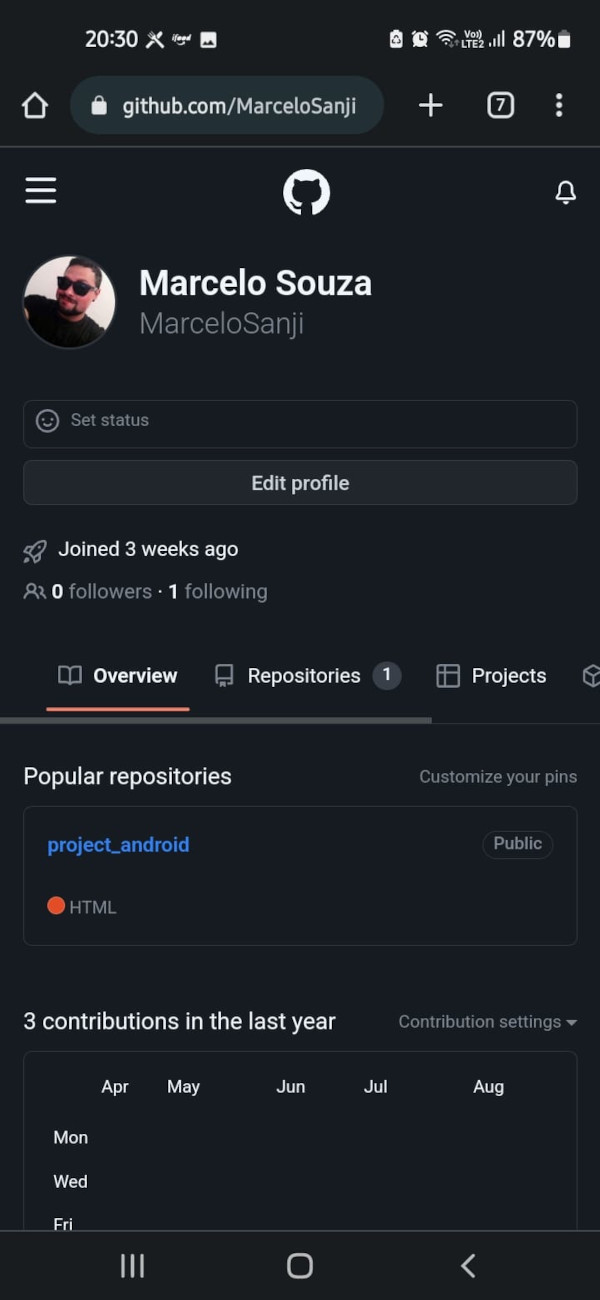 20:30 ifood Vo)) LTE2 87%
github.com/MarceloSanji 7
Marcelo Souza
MarceloSanji
Set status
Edit profile
Joined 3 weeks ago
0 followers · 1 following
Overview Repositories 1 Projects
Popular repositories Customize your pins
project_android Public
HTML
3 contributions in the last year Contribution settings
Apr May Jun Jul Aug
Mon
Wed
Fri